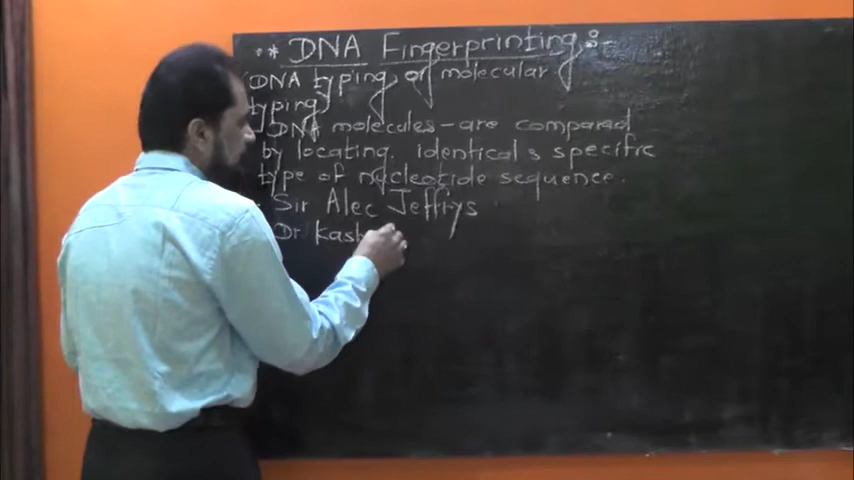 ** DNA Fingerprinting:
(DNA typing, or molecular
typing)
DNA molecules - are compared
by locating identical & specific
type of nucleotide sequence.
Sir Alec Jeffrys
Dr Kash